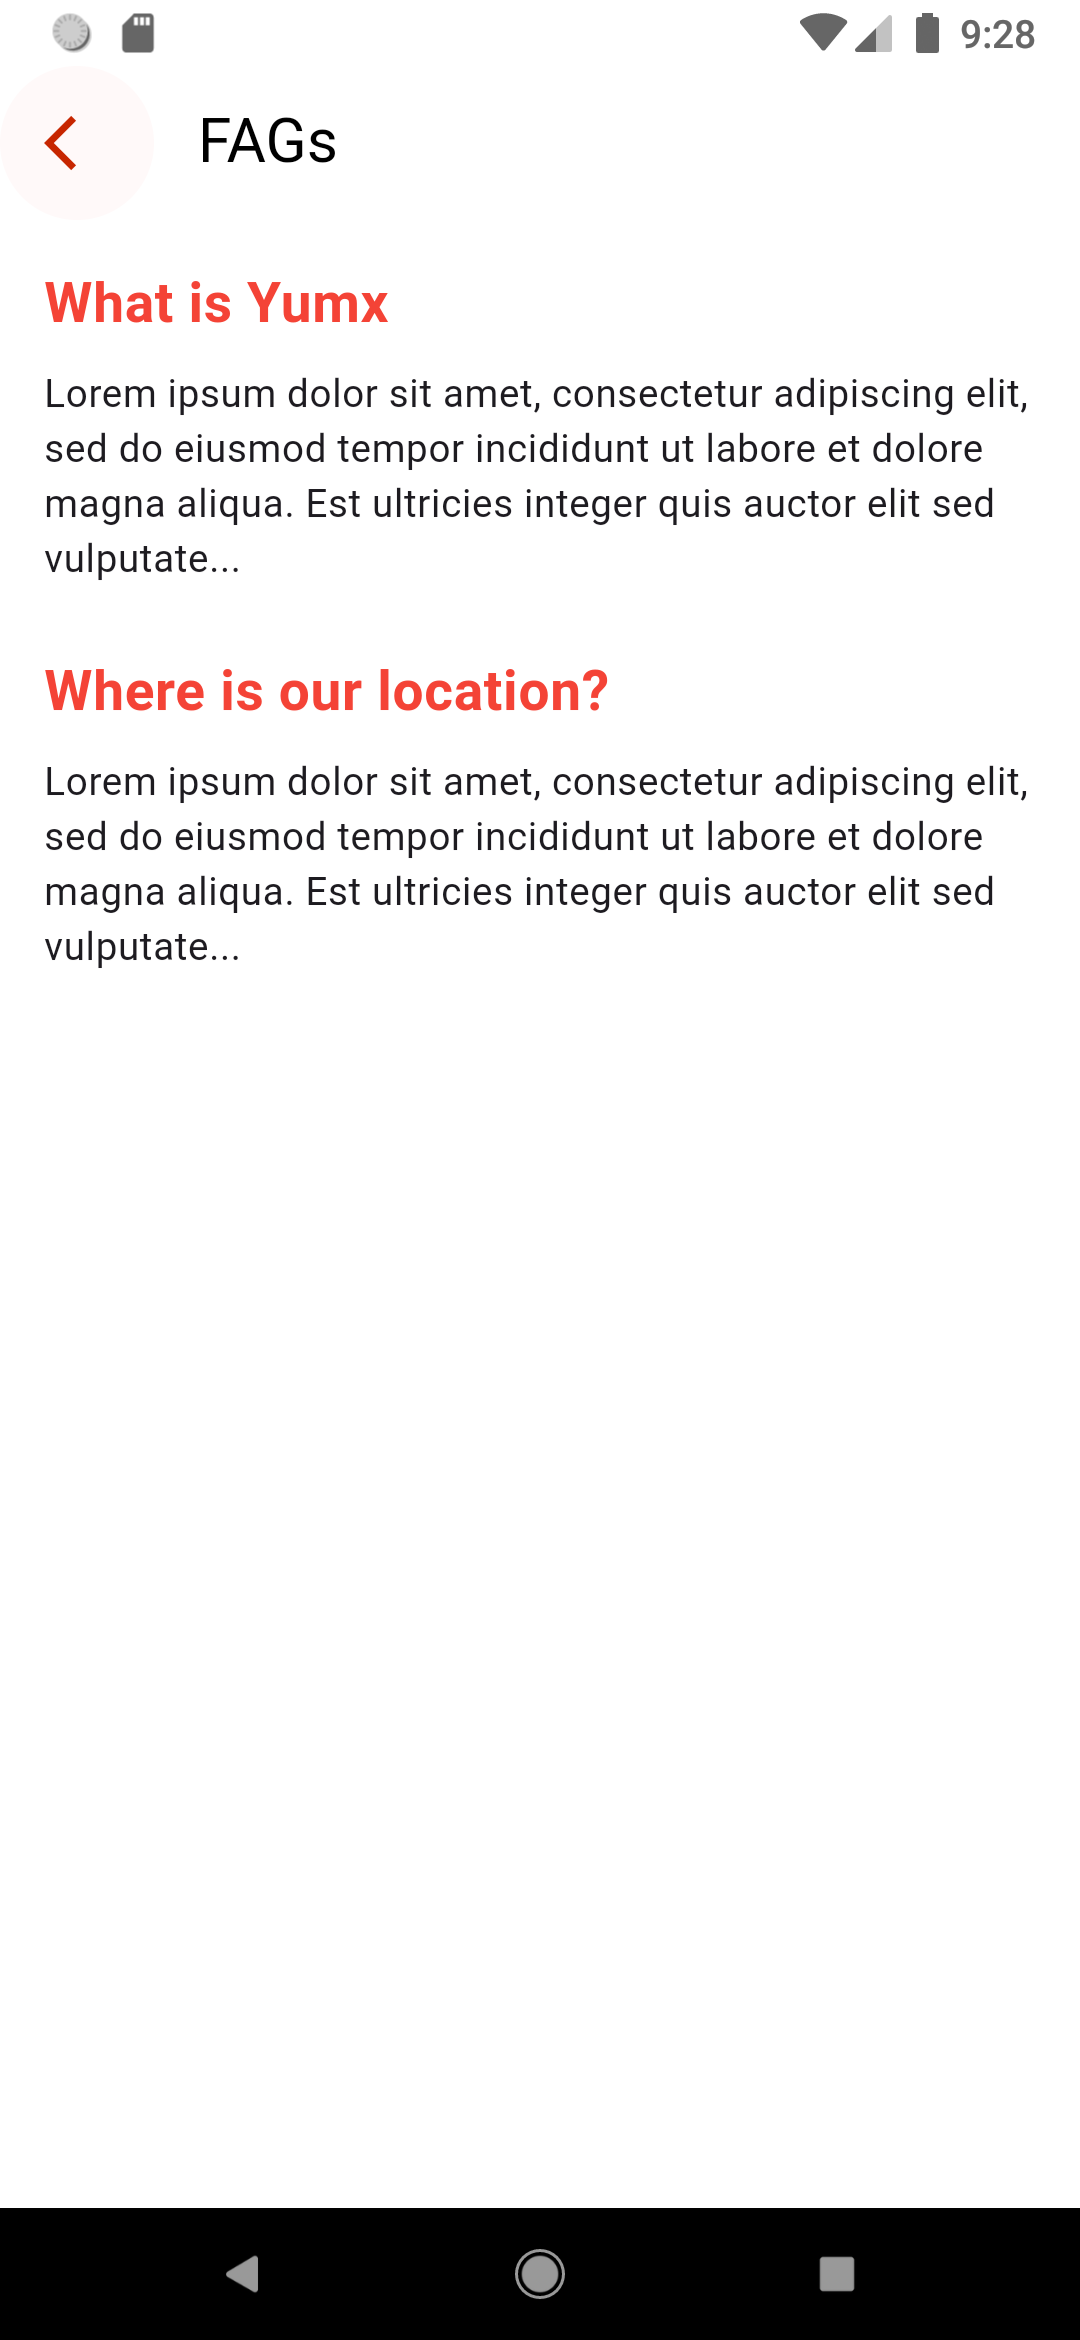 9:28
FAGs
What is Yumx
Lorem ipsum dolor sit amet, consectetur adipiscing elit,
sed do eiusmod tempor incididunt ut labore et dolore
magna aliqua. Est ultricies integer quis auctor elit sed
vulputate...
Where is our location?
Lorem ipsum dolor sit amet, consectetur adipiscing elit,
sed do eiusmod tempor incididunt ut labore et dolore
magna aliqua. Est ultricies integer quis auctor elit sed
vulputate...